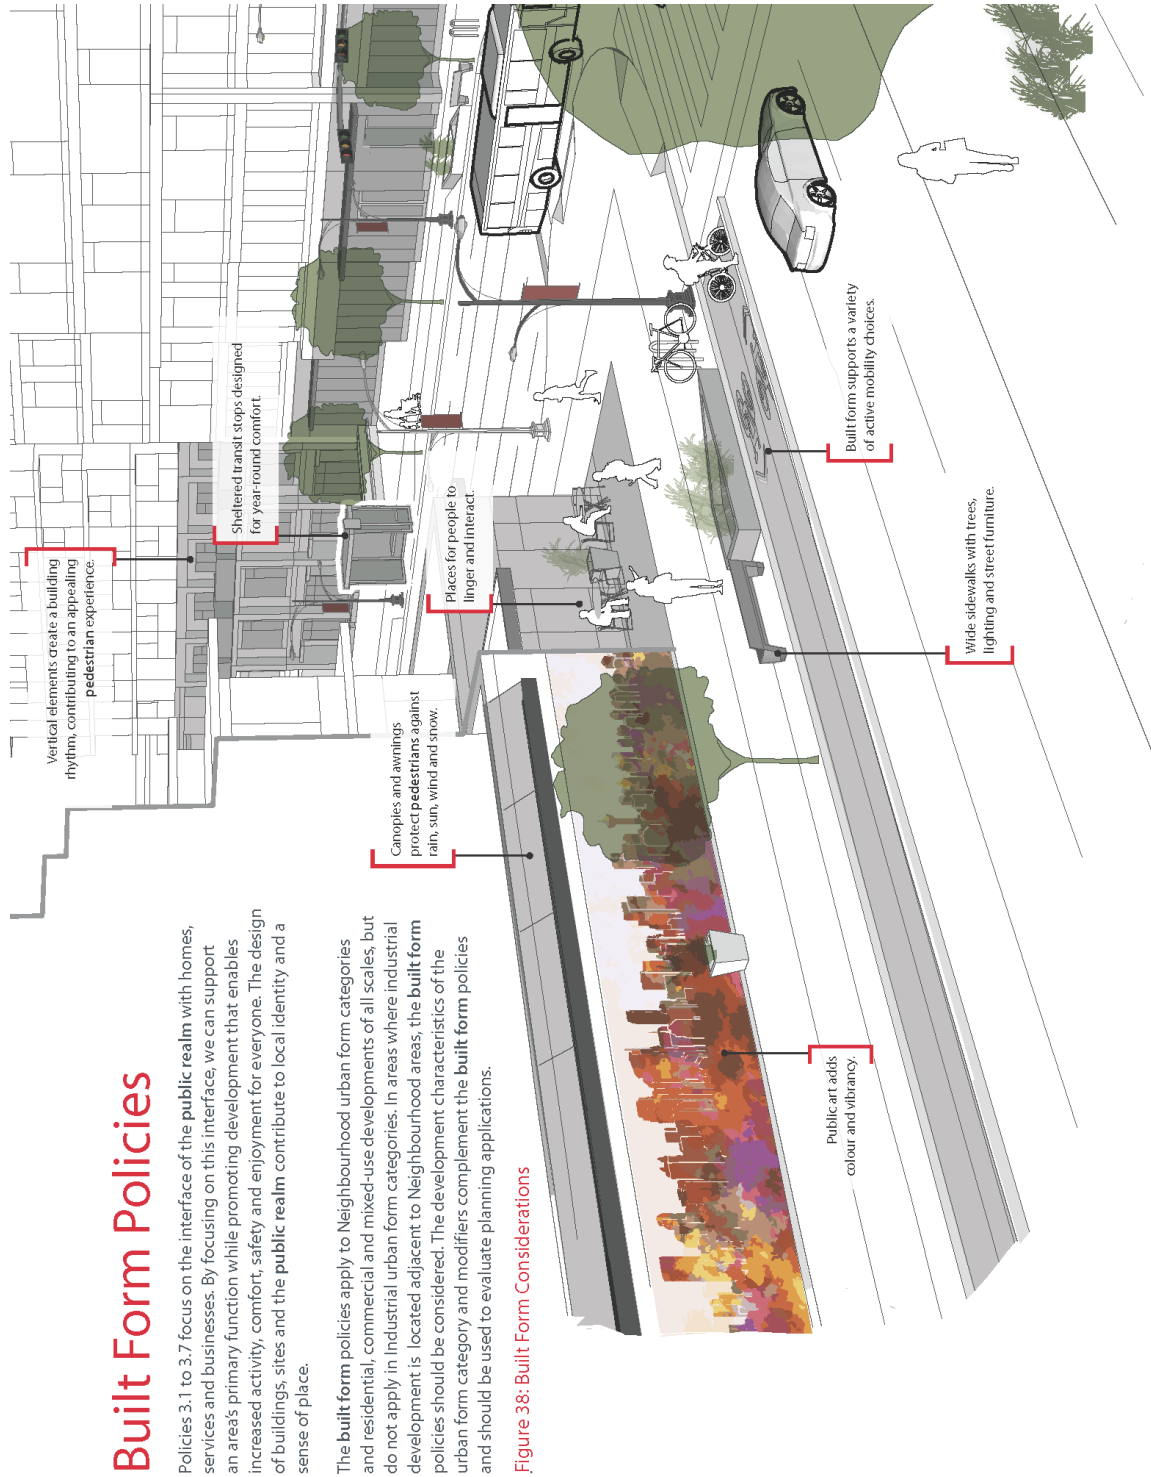 Built Form Policies
Policies 3.1 to 3.7 focus on the interface of the public realm with homes,
services and businesses. By focusing on this interface, we can support
an area's primary function while promoting development that enables
increased activity, comfort, safety and enjoyment for everyone. The design
of buildings, sites and the public realm contribute to local identity and a
sense of place.
The built form policies apply to Neighbourhood urban form categories
and residential, commercial and mixed-use developments of all scales, but
do not apply in Industrial urban form categories. In areas where industrial
development is located adjacent to Neighbourhood areas, the built form
policies should be considered. The development characteristics of the
urban form category and modifiers complement the built form policies
and should be used to evaluate planning applications.
Figure 38: Built Form Considerations
Vertical elements create a building
rhythm, contributing to an appealing
pedestrian experience.
Sheltered transit stops designed
for year-round comfort.
Canopies and awnings
protect pedestrians against
rain, sun, wind and snow.
Places for people to
linger and interact.
Public art adds
colour and vibrancy.
Built form supports a variety
of active mobility choices.
Wide sidewalks with trees,
lighting and street furniture.